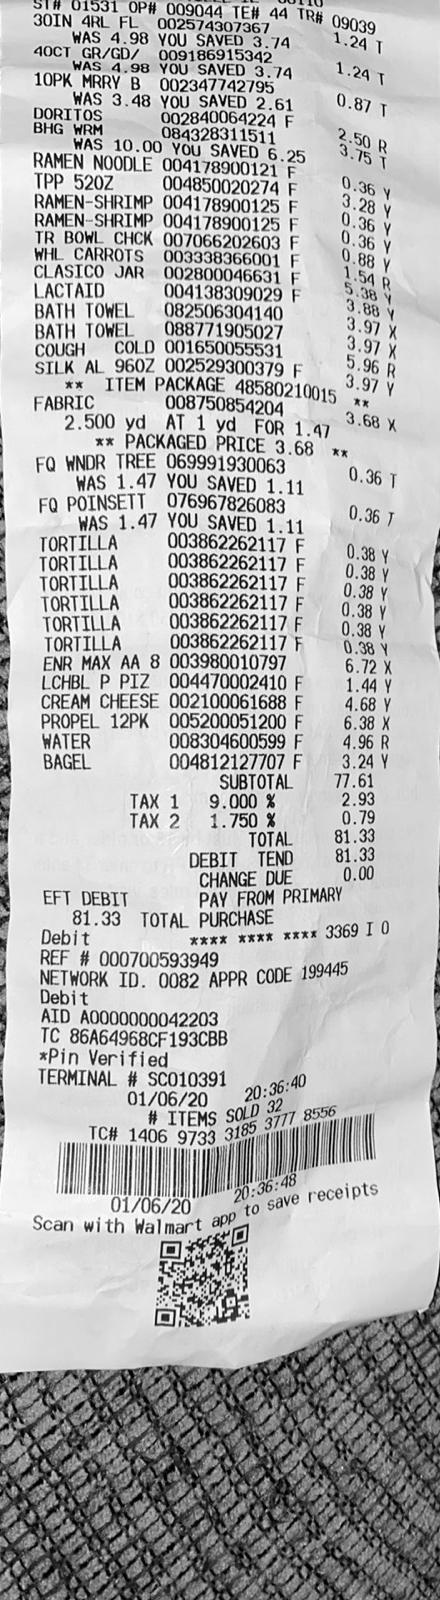 ST# 01531 OP# 009044 TE# 44 TR# 09039
30IN 4RL FL 002574307367 1.24 T
WAS 4.98 YOU SAVED 3.74
40CT GR/GD/ 009186915342 1.24 T
WAS 4.98 YOU SAVED 3.74
10PK MRRY B 002347742795 0.87 T
WAS 3.48 YOU SAVED 2.61
DORITOS 002840064224 F 2.50 R
BHG WRM 084328311511 3.75 T
WAS 10.00 YOU SAVED 6.25
RAMEN NOODLE 004178900121 F 0.36 Y
TPP 52OZ 004850020274 F 3.28 Y
RAMEN-SHRIMP 004178900125 F 0.36 Y
RAMEN-SHRIMP 004178900125 F 0.36 Y
TR BOWL CHCK 007066202603 F 0.88 Y
WHL CARROTS 003338366001 F 1.54 R
CLASICO JAR 002800046631 F 5.38 Y
LACTAID 004138309029 F 3.88 Y
BATH TOWEL 082506304140 3.97 X
BATH TOWEL 088771905027 3.97 X
COUGH COLD 001650055531 5.96 R
SILK AL 96OZ 002529300379 F 3.97 Y
** ITEM PACKAGE 48580210015 **
FABRIC 008750854204 3.68 X
2.500 yd AT 1 yd FOR 1.47
** PACKAGED PRICE 3.68 **
FQ WNDR TREE 069991930063 0.36 T
WAS 1.47 YOU SAVED 1.11
FQ POINSETT 076967826083 0.36 T
WAS 1.47 YOU SAVED 1.11
TORTILLA 003862262117 F 0.38 Y
TORTILLA 003862262117 F 0.38 Y
TORTILLA 003862262117 F 0.38 Y
TORTILLA 003862262117 F 0.38 Y
TORTILLA 003862262117 F 0.38 Y
TORTILLA 003862262117 F 0.38 Y
ENR MAX AA 8 003980010797 6.72 X
LCHBL P PIZ 004470002410 F 1.44 Y
CREAM CHEESE 002100061688 F 4.68 Y
PROPEL 12PK 005200051200 F 6.38 X
WATER 008304600599 F 4.96 R
BAGEL 004812127707 F 3.24 Y
SUBTOTAL 77.61
TAX 1 9.000 % 2.93
TAX 2 1.750 % 0.79
TOTAL 81.33
DEBIT TEND 81.33
CHANGE DUE 0.00
EFT DEBIT PAY FROM PRIMARY
81.33 TOTAL PURCHASE
Debit **** **** **** 3369 I 0
REF # 000700593949
NETWORK ID. 0082 APPR CODE 199445
Debit
AID A0000000042203
TC 86A64968CF193CBB
*Pin Verified
TERMINAL # SC010391
01/06/20 20:36:40
# ITEMS SOLD 32
TC# 1406 9733 3185 3777 8556
01/06/20 20:36:48
Scan with Walmart app to save receipts